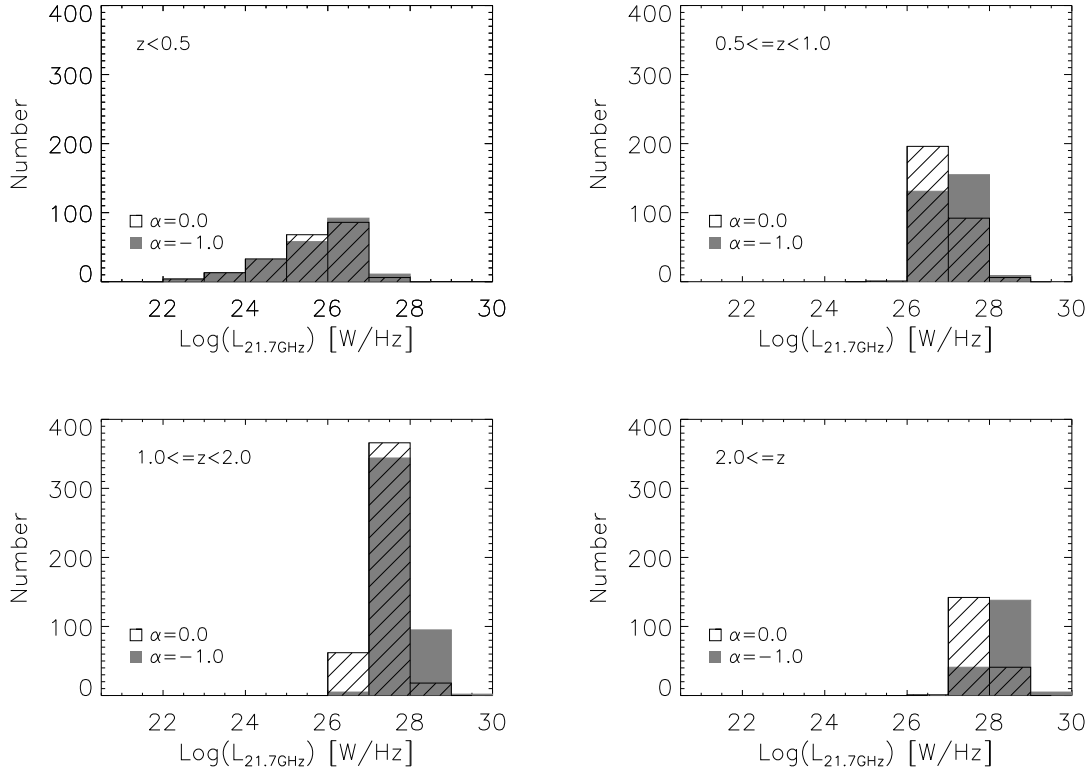 400
300
200
100
0
Number
z<0.5
α=0.0
α=−1.0
22 24 26 28 30
Log(L21.7GHz) [W/Hz]
400
300
200
100
0
Number
0.5<=z<1.0
α=0.0
α=−1.0
22 24 26 28 30
Log(L21.7GHz) [W/Hz]
400
300
200
100
0
Number
1.0<=z<2.0
α=0.0
α=−1.0
22 24 26 28 30
Log(L21.7GHz) [W/Hz]
400
300
200
100
0
Number
2.0<=z
α=0.0
α=−1.0
22 24 26 28 30
Log(L21.7GHz) [W/Hz]